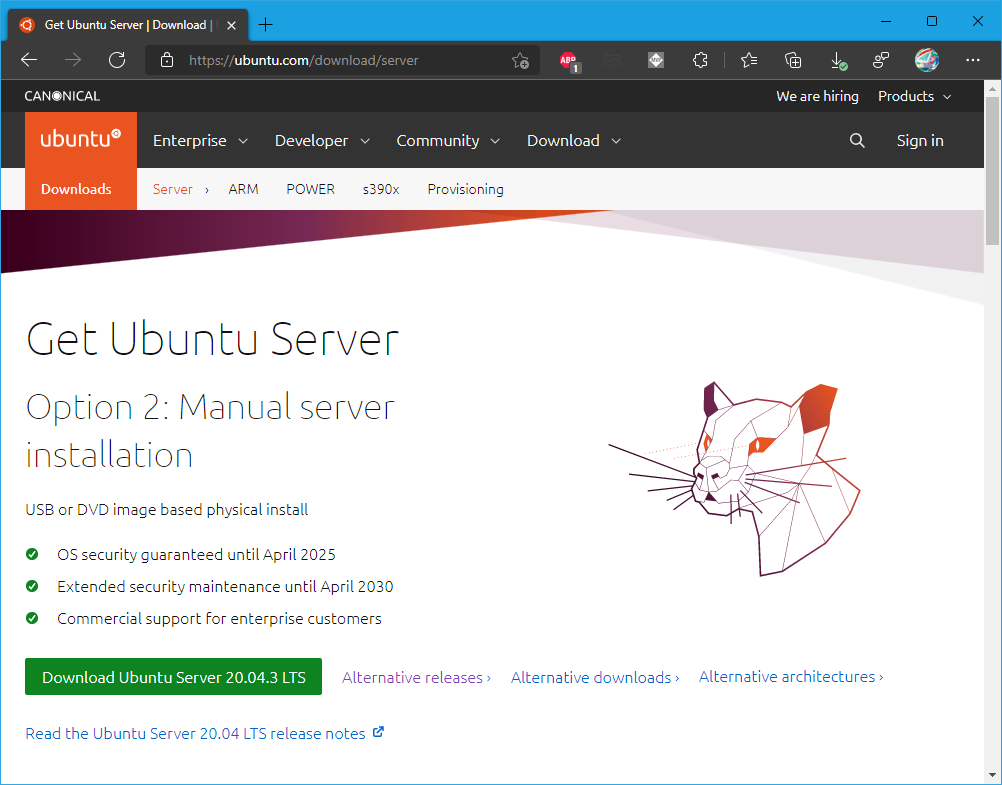 Get Ubuntu Server | Download |
https://ubuntu.com/download/server
ABP
1
CANONICAL
We are hiring Products
ubuntu
Enterprise Developer Community Download Sign in
Downloads Server › ARM POWER s390x Provisioning
Get Ubuntu Server
Option 2: Manual server
installation
USB or DVD image based physical install
OS security guaranteed until April 2025
Extended security maintenance until April 2030
Commercial support for enterprise customers
Download Ubuntu Server 20.04.3 LTS Alternative releases › Alternative downloads › Alternative architectures ›
Read the Ubuntu Server 20.04 LTS release notes